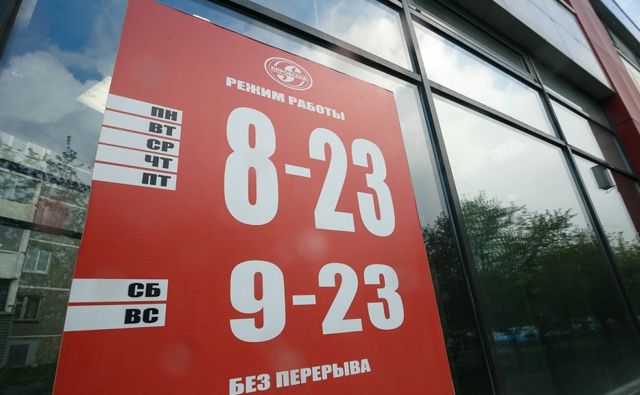 РЕЖИМ РАБОТЫ
ПН
ВТ
СР
ЧТ
ПТ
8-23
СБ
ВС
9-23
БЕЗ ПЕРЕРЫВА